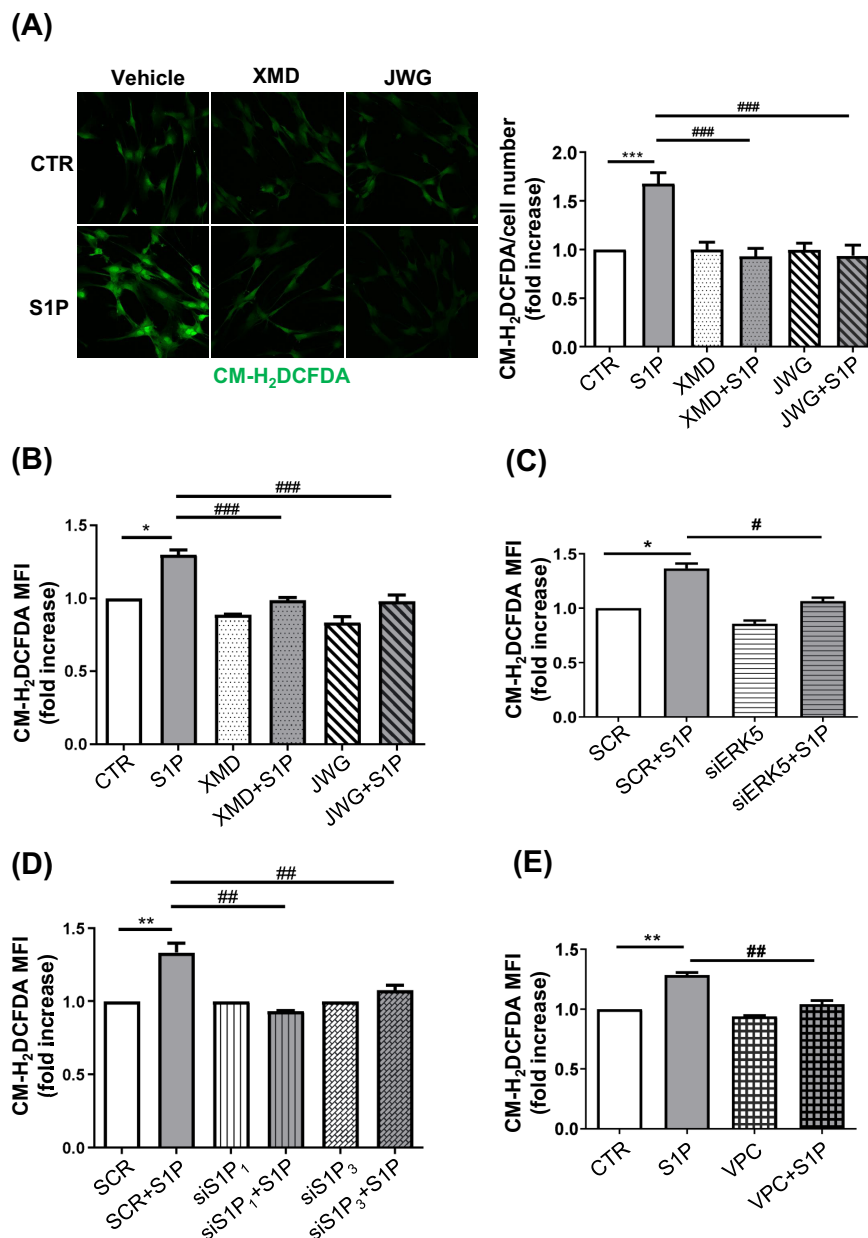 (A)
Vehicle XMD JWG
CTR
S1P
CM-H₂DCFDA
CM-H₂DCFDA/cell number
(fold increase)
2.0
1.5
1.0
0.5
0.0
***
###
###
CTR
S1P
XMD
XMD+S1P
JWG
JWG+S1P
(B)
CM-H₂DCFDA MFI
(fold increase)
1.5
1.0
0.5
0.0
*
###
###
CTR
S1P
XMD
XMD+S1P
JWG
JWG+S1P
(C)
CM-H₂DCFDA MFI
(fold increase)
1.5
1.0
0.5
0.0
*
#
SCR
SCR+S1P
siERK5
siERK5+S1P
(D)
CM-H₂DCFDA MFI
(fold increase)
1.5
1.0
0.5
0.0
**
##
##
SCR
SCR+S1P
siS1P₁
siS1P₁+S1P
siS1P₃
siS1P₃+S1P
(E)
CM-H₂DCFDA MFI
(fold increase)
1.5
1.0
0.5
0.0
**
##
CTR
S1P
VPC
VPC+S1P